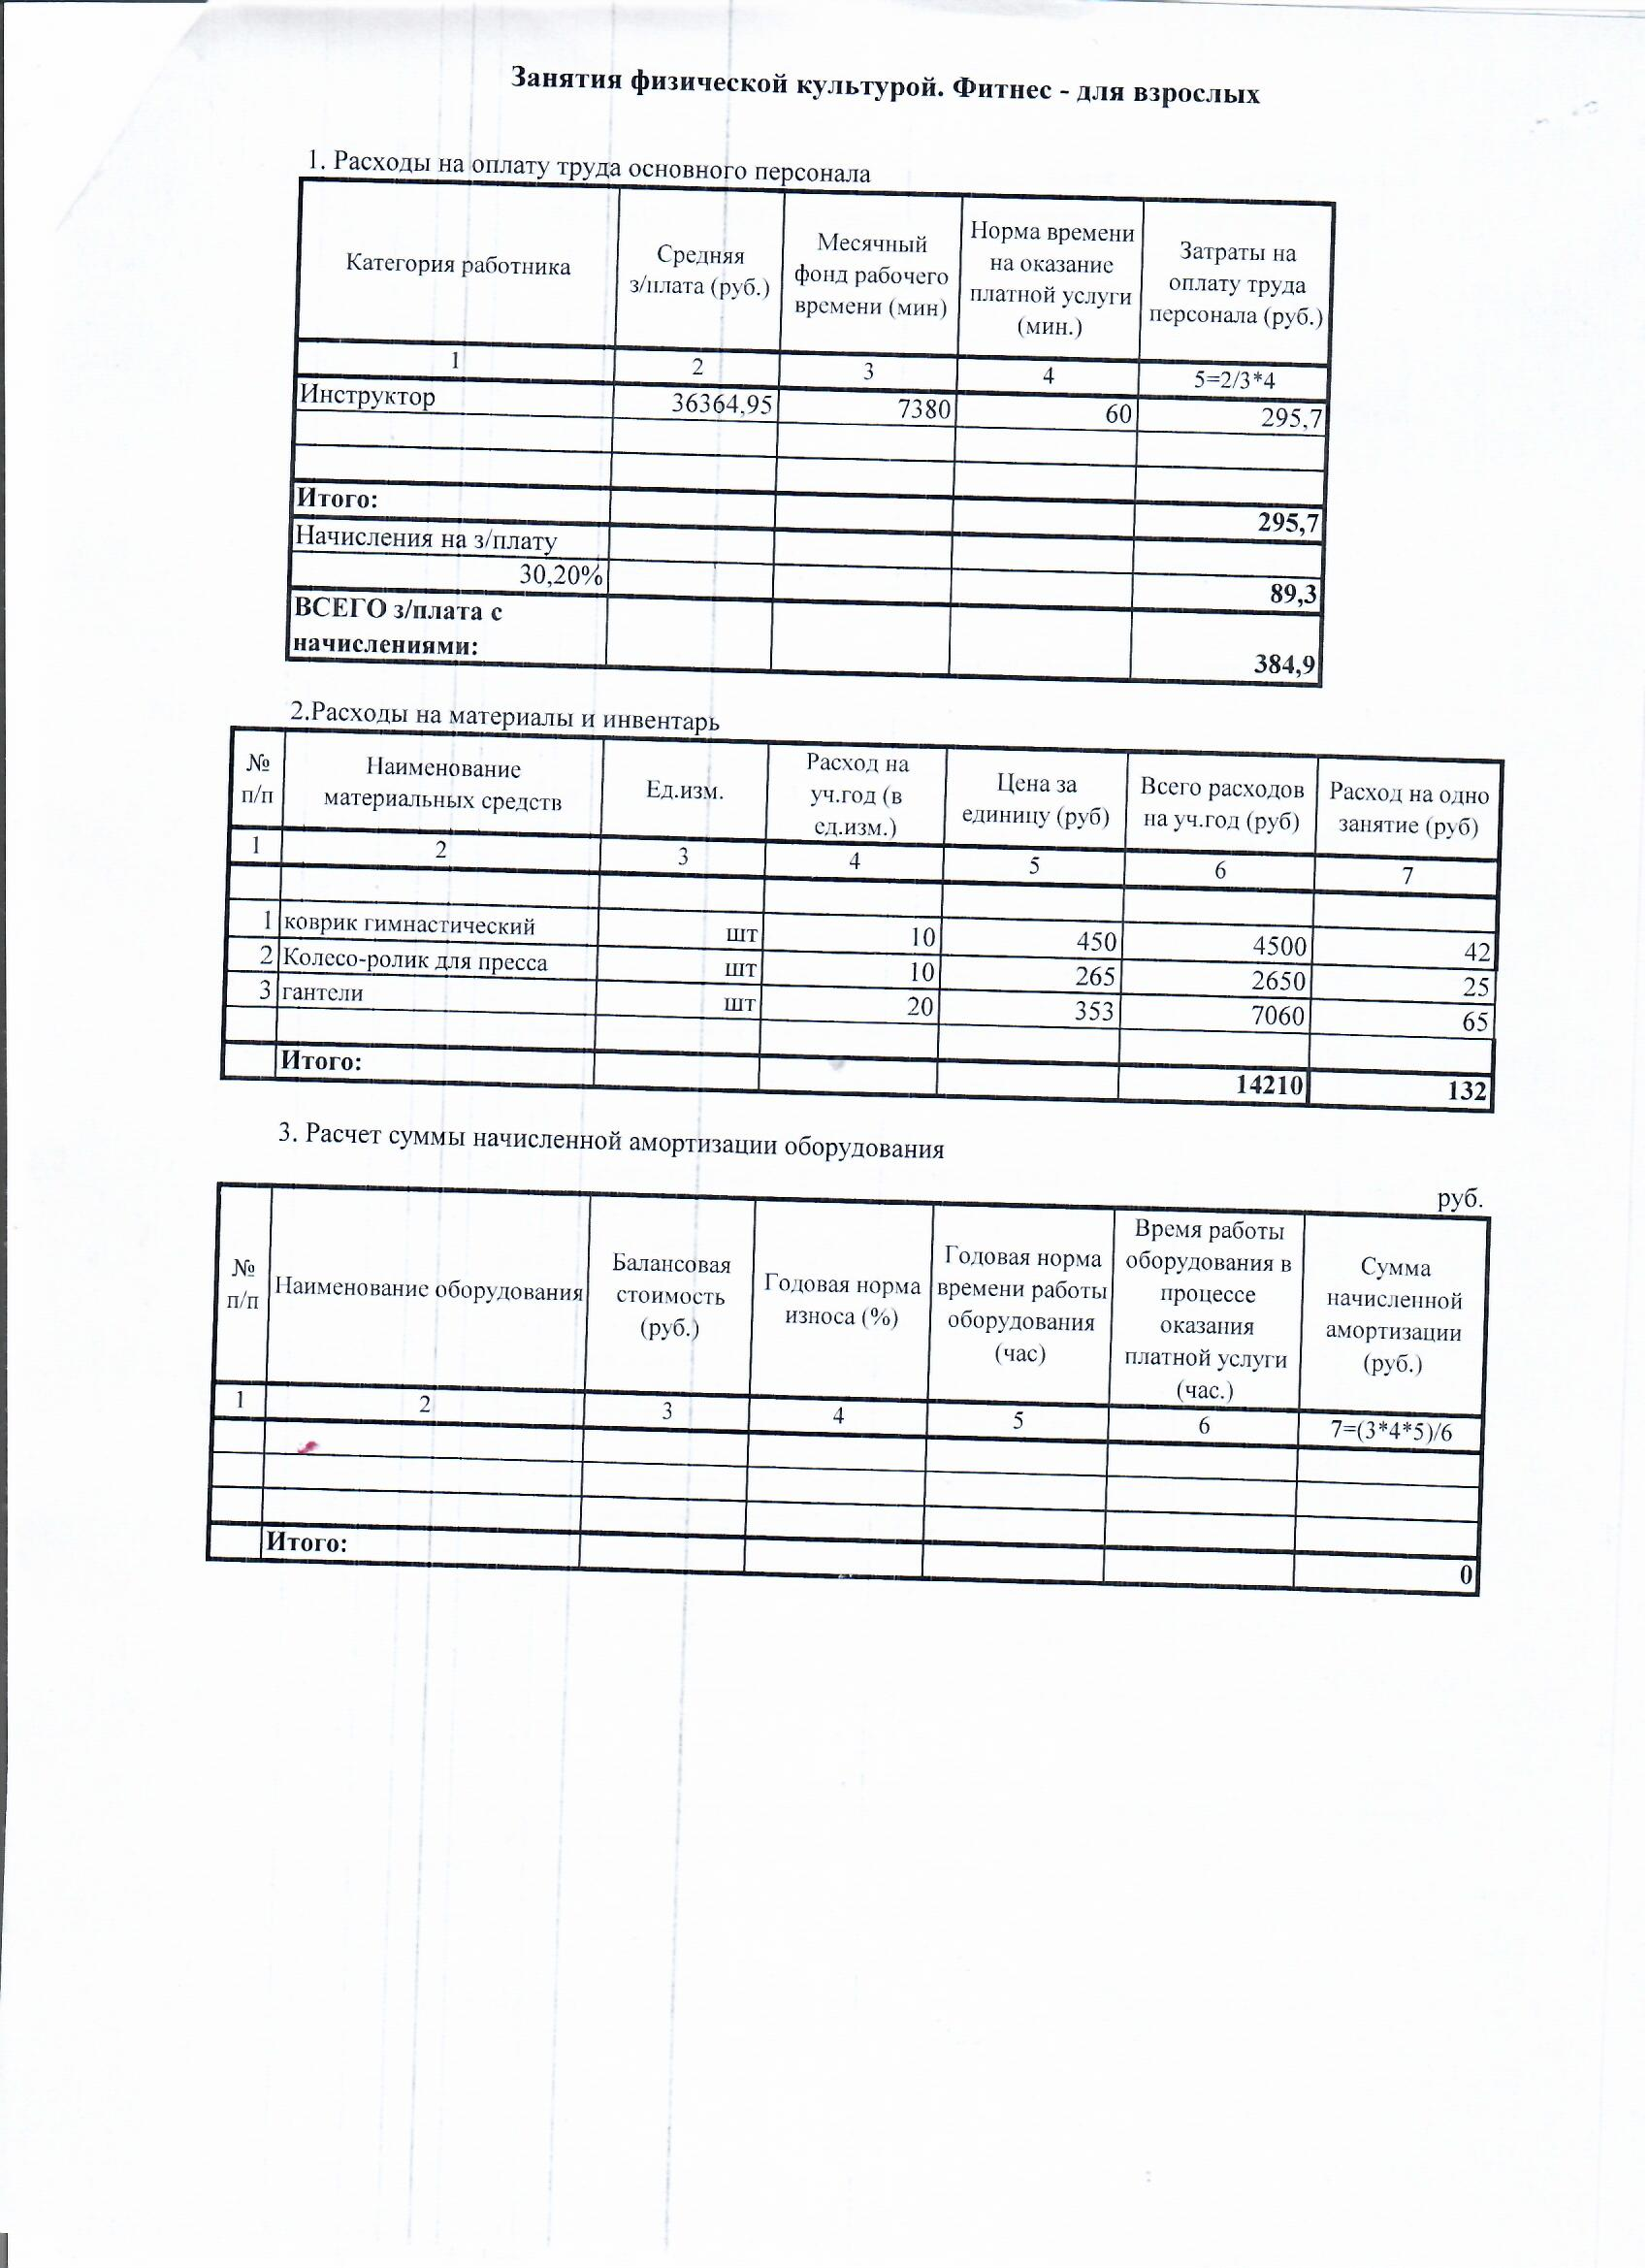 Занятия физической культурой. Фитнес - для взрослых
1. Расходы на оплату труда основного персонала
Категория работника
Средняя
з/плата (руб.)
Месячный
фонд рабочего
времени (мин)
Норма времени
на оказание
платной услуги
(мин.)
Затраты на
оплату труда
персонала (руб.)
1 2 3 4 5=2/3*4
Инструктор 36364,95 7380 60 295,7
Итого: 295,7
Начисления на з/плату
30,20% 89,3
ВСЕГО з/плата с
начислениями: 384,9
2.Расходы на материалы и инвентарь
№
п/п
Наименование
материальных средств
Ед.изм.
Расход на
уч.год (в
ед.изм.)
Цена за
единицу (руб)
Всего расходов
на уч.год (руб)
Расход на одно
занятие (руб)
1 2 3 4 5 6 7
1 коврик гимнастический шт 10 450 4500 42
2 Колесо-ролик для пресса шт 10 265 2650 25
3 гантели шт 20 353 7060 65
Итого: 14210 132
3. Расчет суммы начисленной амортизации оборудования
руб.
№
п/п
Наименование оборудования
Балансовая
стоимость
(руб.)
Годовая норма
износа (%)
Годовая норма
времени работы
оборудования
(час)
Время работы
оборудования в
процессе
оказания
платной услуги
(час.)
Сумма
начисленной
амортизации
(руб.)
1 2 3 4 5 6 7=(3*4*5)/6
Итого: 0